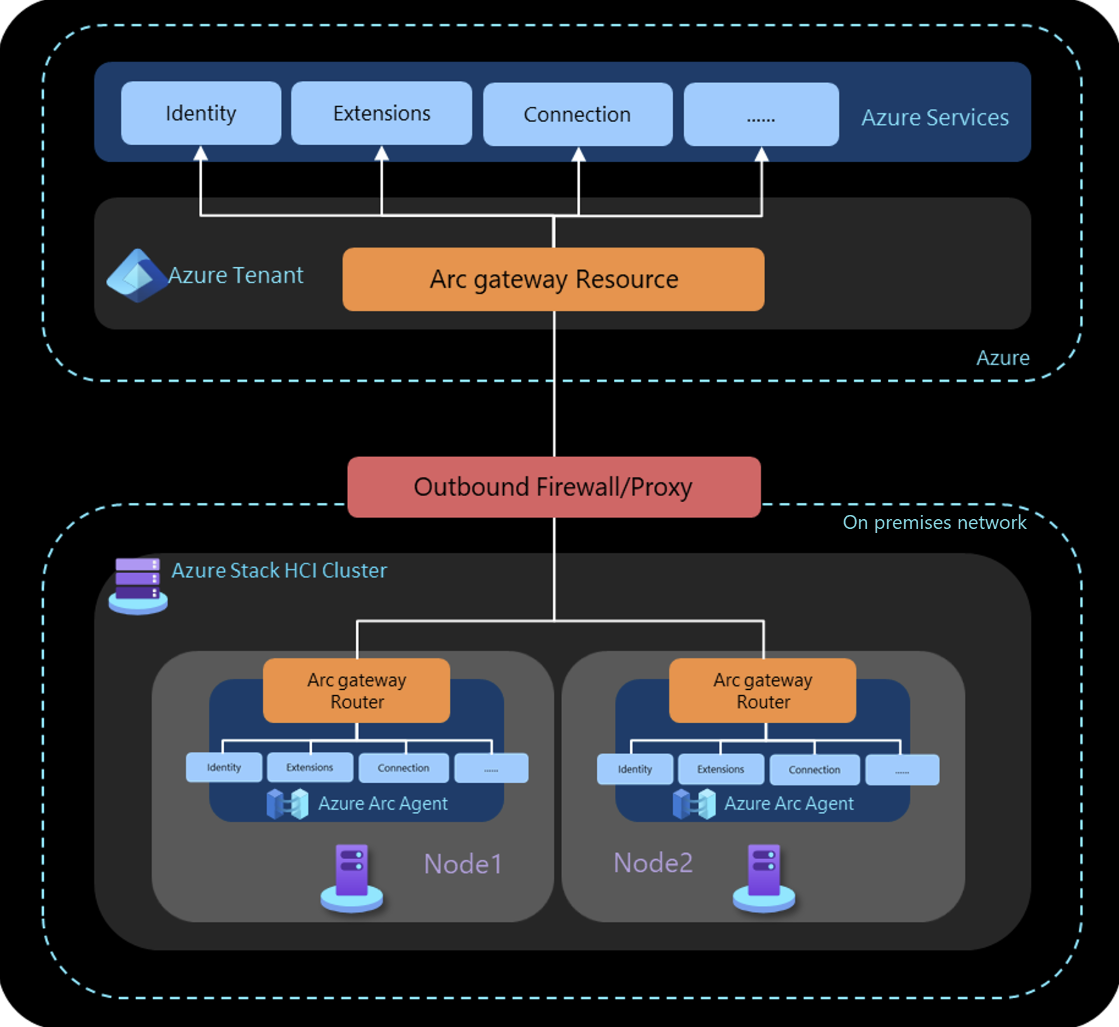 Identity
Extensions
Connection
......
Azure Services
Azure Tenant
Arc gateway Resource
Azure
Outbound Firewall/Proxy
On premises network
Azure Stack HCI Cluster
Arc gateway
Router
Identity
Extensions
Connection
......
Azure Arc Agent
Node1
Arc gateway
Router
Identity
Extensions
Connection
......
Azure Arc Agent
Node2